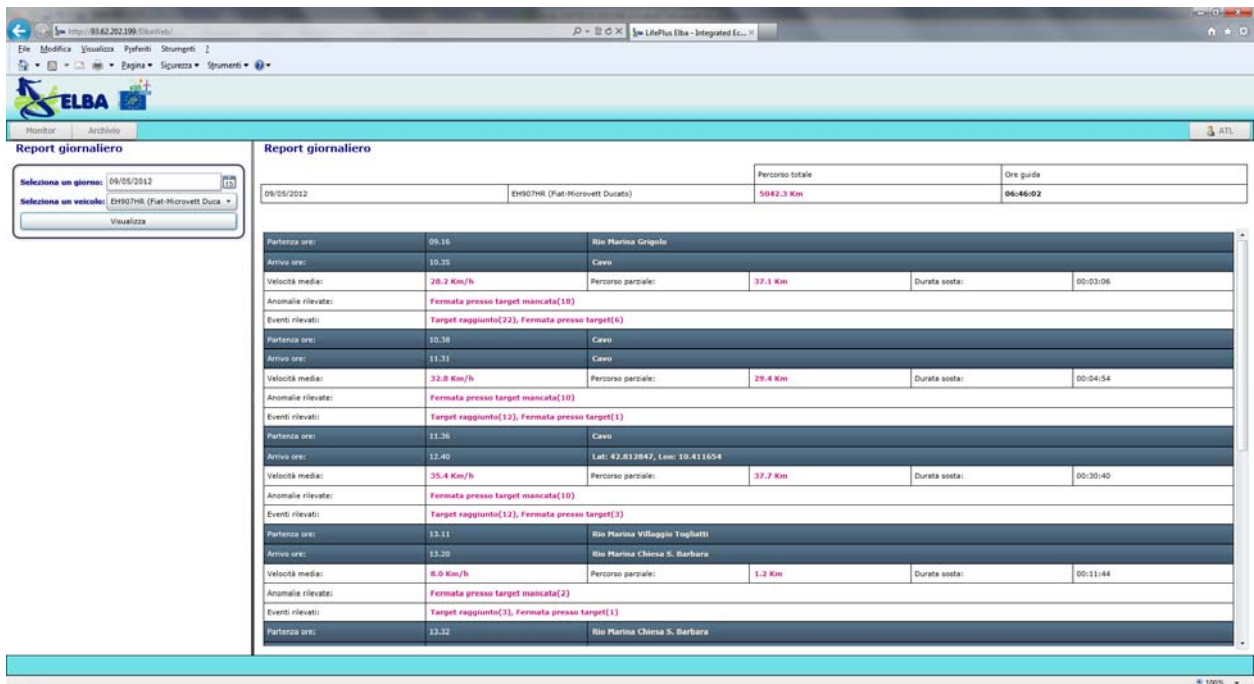 http://93.62.202.199/ElbaWeb/
LifePlus Elba - Integrated Ec...
File Modifica Visualizza Preferiti Strumenti ?
Pagina Sicurezza Strumenti
ELBA
Monitor Archivio ATL
Report giornaliero
Seleziona un giorno: 09/05/2012 15
Seleziona un veicolo: EH907HR (Fiat-Microvett Duca
Visualizza
Report giornaliero
Percorso totale Ore guida
09/05/2012 EH907HR (Fiat-Microvett Ducato) 5042.3 Km 06:46:02
Partenza ore: 09.16 Rio Marina Grigolo
Arrivo ore: 10.35 Cavo
Velocità media: 28.2 Km/h Percorso parziale: 37.1 Km Durata sosta: 00:03:06
Anomalie rilevate: Fermata presso target mancata(18)
Eventi rilevati: Target raggiunto(22), Fermata presso target(6)
Partenza ore: 10.38 Cavo
Arrivo ore: 11.31 Cavo
Velocità media: 32.8 Km/h Percorso parziale: 29.4 Km Durata sosta: 00:04:54
Anomalie rilevate: Fermata presso target mancata(10)
Eventi rilevati: Target raggiunto(12), Fermata presso target(1)
Partenza ore: 11.36 Cavo
Arrivo ore: 12.40 Lat: 42.812847, Lon: 10.411654
Velocità media: 35.4 Km/h Percorso parziale: 37.7 Km Durata sosta: 00:30:40
Anomalie rilevate: Fermata presso target mancata(10)
Eventi rilevati: Target raggiunto(12), Fermata presso target(3)
Partenza ore: 13.11 Rio Marina Villaggio Togliatti
Arrivo ore: 13.20 Rio Marina Chiesa S. Barbara
Velocità media: 8.0 Km/h Percorso parziale: 1.2 Km Durata sosta: 00:11:44
Anomalie rilevate: Fermata presso target mancata(2)
Eventi rilevati: Target raggiunto(3), Fermata presso target(1)
Partenza ore: 13.32 Rio Marina Chiesa S. Barbara
100%